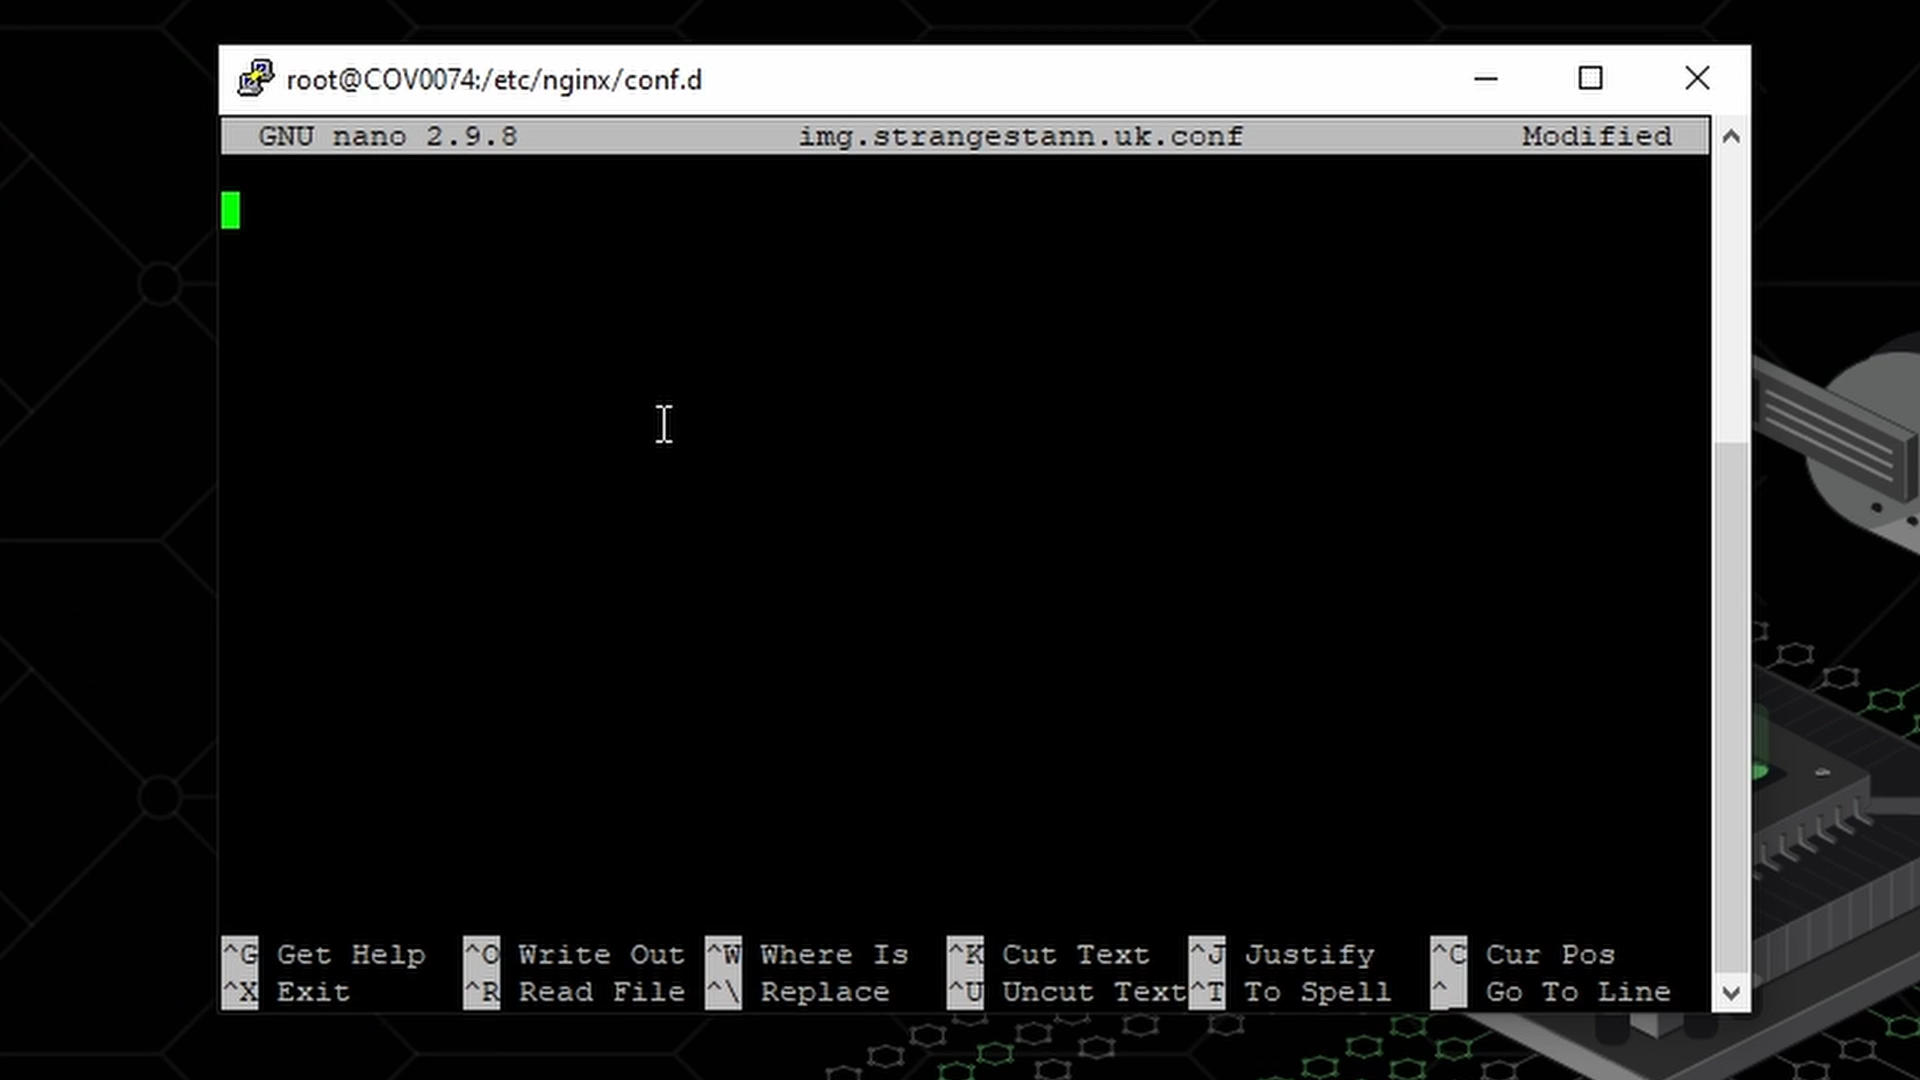 root@COV0074:/etc/nginx/conf.d
GNU nano 2.9.8 img.strangestann.uk.conf Modified
^G Get Help ^O Write Out ^W Where Is ^K Cut Text ^J Justify ^C Cur Pos
^X Exit ^R Read File ^\ Replace ^U Uncut Text ^T To Spell ^_ Go To Line